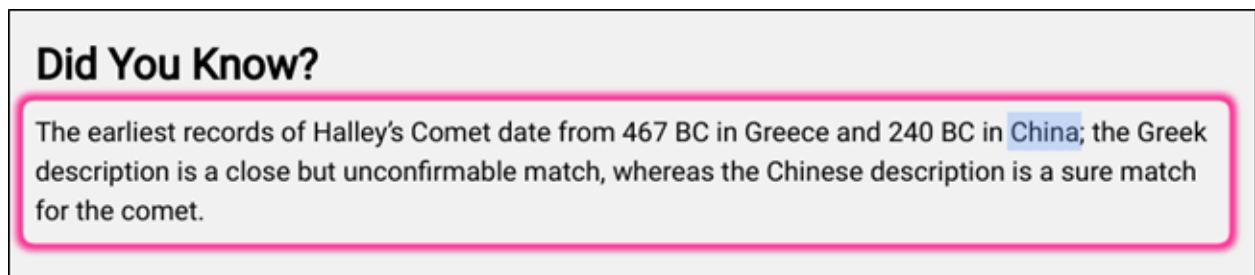 Did You Know?
The earliest records of Halley’s Comet date from 467 BC in Greece and 240 BC in China; the Greek
description is a close but unconfirmable match, whereas the Chinese description is a sure match
for the comet.